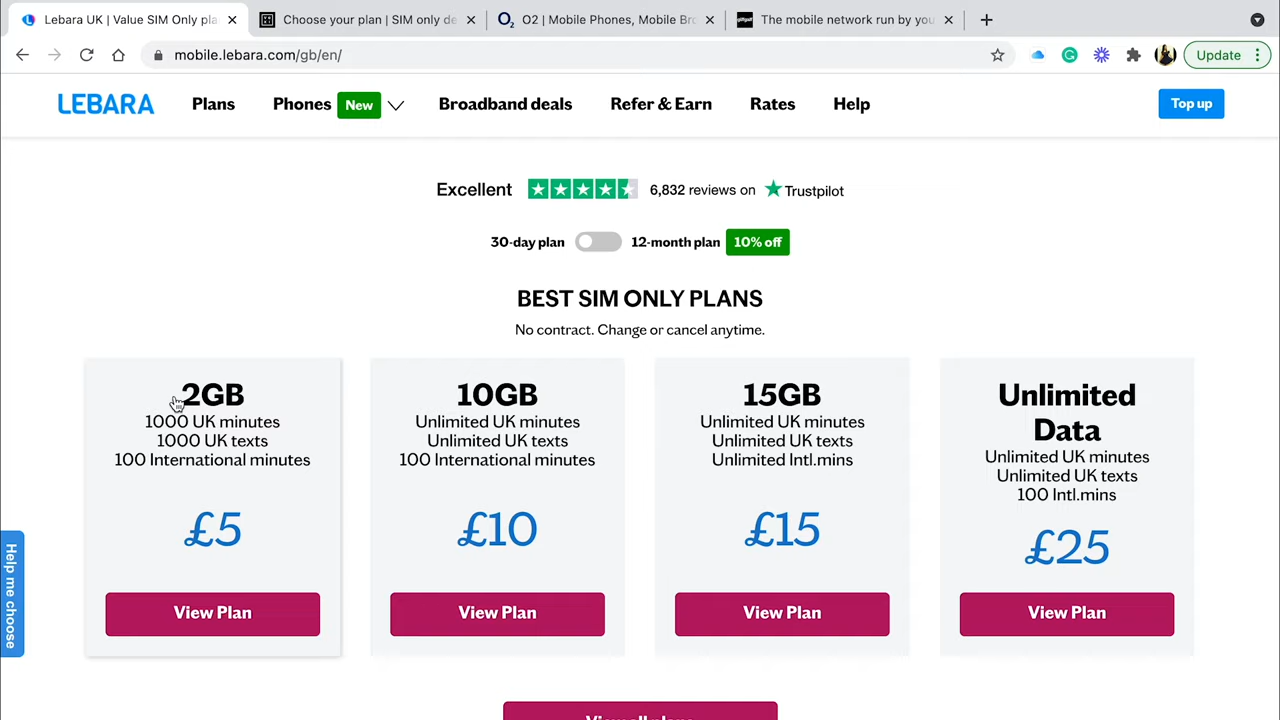 Lebara UK | Value SIM Only pla
Choose your plan | SIM only de
O2 | Mobile Phones, Mobile Bro
The mobile network run by you
mobile.lebara.com/gb/en/
Update
LEBARA
Plans
Phones
New
Broadband deals
Refer & Earn
Rates
Help
Top up
Excellent
6,832 reviews on
Trustpilot
30-day plan
12-month plan
10% off
BEST SIM ONLY PLANS
No contract. Change or cancel anytime.
2GB
1000 UK minutes
1000 UK texts
100 International minutes
£5
View Plan
10GB
Unlimited UK minutes
Unlimited UK texts
100 International minutes
£10
View Plan
15GB
Unlimited UK minutes
Unlimited UK texts
Unlimited Intl.mins
£15
View Plan
Unlimited
Data
Unlimited UK minutes
Unlimited UK texts
100 Intl.mins
£25
View Plan
Help me choose
View all plans